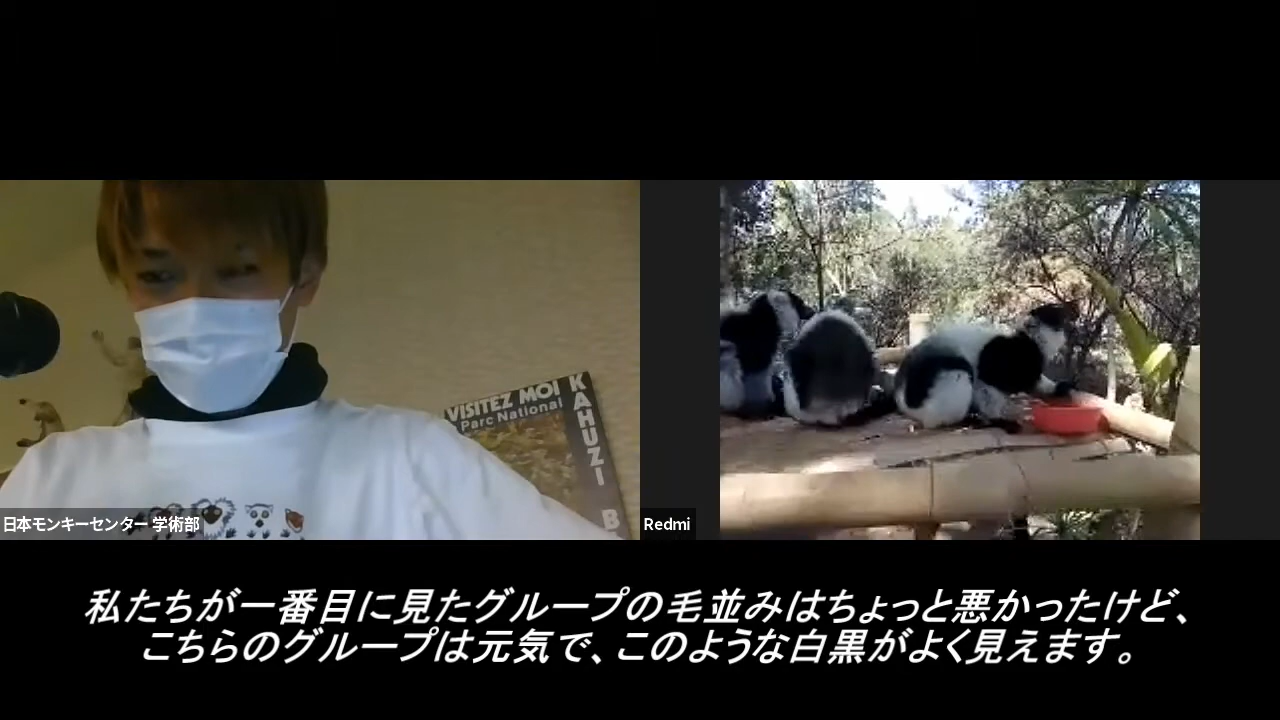 VISITEZ MOI
Parc National
KAHUZI B
日本モンキーセンター 学術部
Redmi
私たちが一番目に見たグループの毛並みはちょっと悪かったけど、
こちらのグループは元気で、このような白黒がよく見えます。